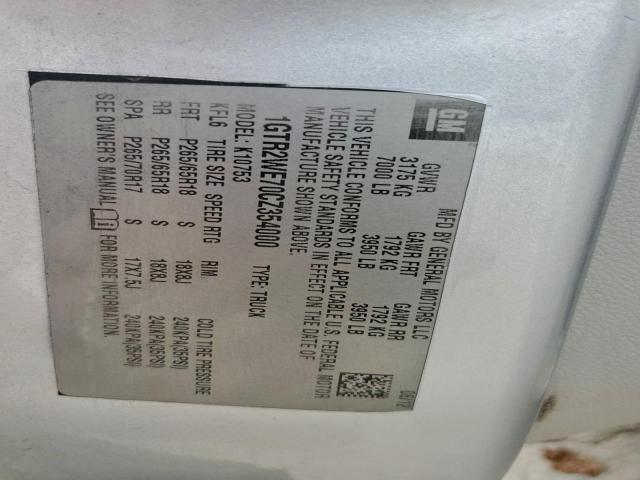 GM MFD BY GENERAL MOTORS LLC 06/12
GVWR GAWR FRT GAWR RR
3175 KG 1792 KG 1792 KG
7000 LB 3950 LB 3950 LB
THIS VEHICLE CONFORMS TO ALL APPLICABLE U.S. FEDERAL MOTOR
VEHICLE SAFETY STANDARDS IN EFFECT ON THE DATE OF
MANUFACTURE SHOWN ABOVE.
1GTR2WE70CZ354000 TYPE: TRUCK
MODEL: K10753
KFLG TIRE SIZE SPEED RTG RIM COLD TIRE PRESSURE
FRT P265/65R18 S 18X8J 240KPA(35PSI)
RR P265/65R18 S 18X8J 240KPA(35PSI)
SPA P265/70R17 S 17X7.5J 240KPA(35PSI)
SEE OWNER'S MANUAL FOR MORE INFORMATION.